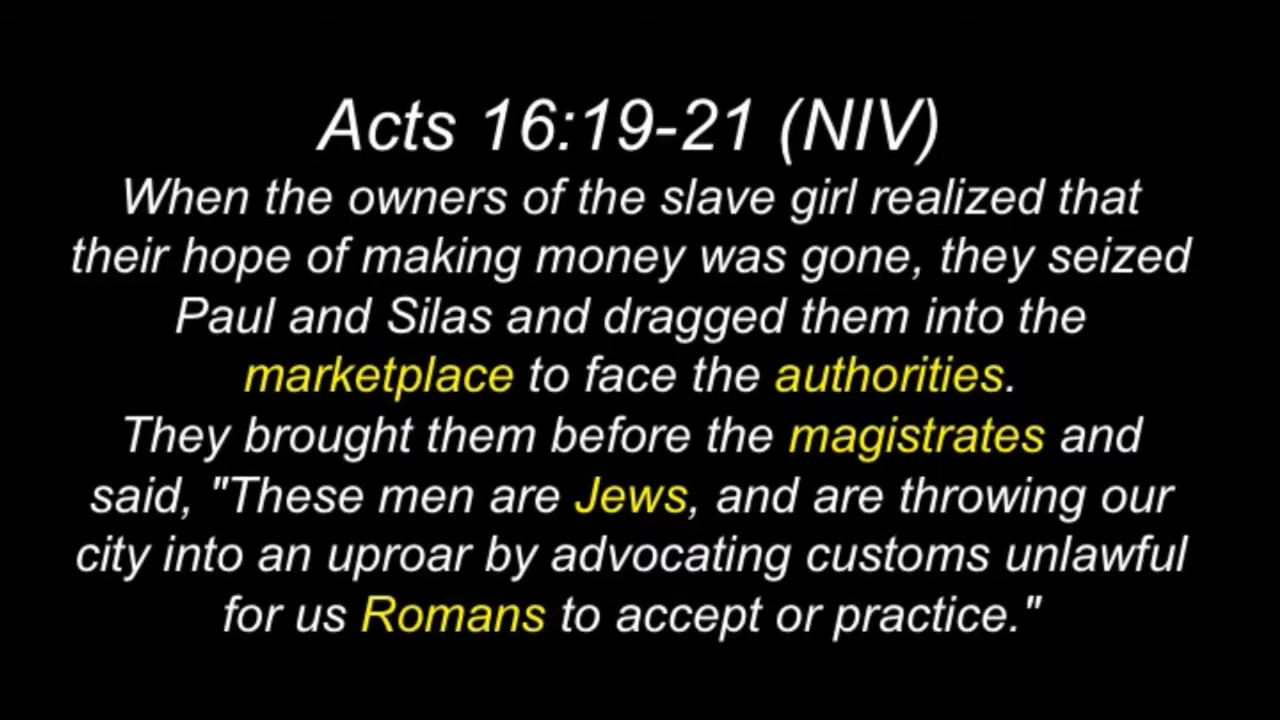 Acts 16:19-21 (NIV)
When the owners of the slave girl realized that
their hope of making money was gone, they seized
Paul and Silas and dragged them into the
marketplace to face the authorities.
They brought them before the magistrates and
said, "These men are Jews, and are throwing our
city into an uproar by advocating customs unlawful
for us Romans to accept or practice."